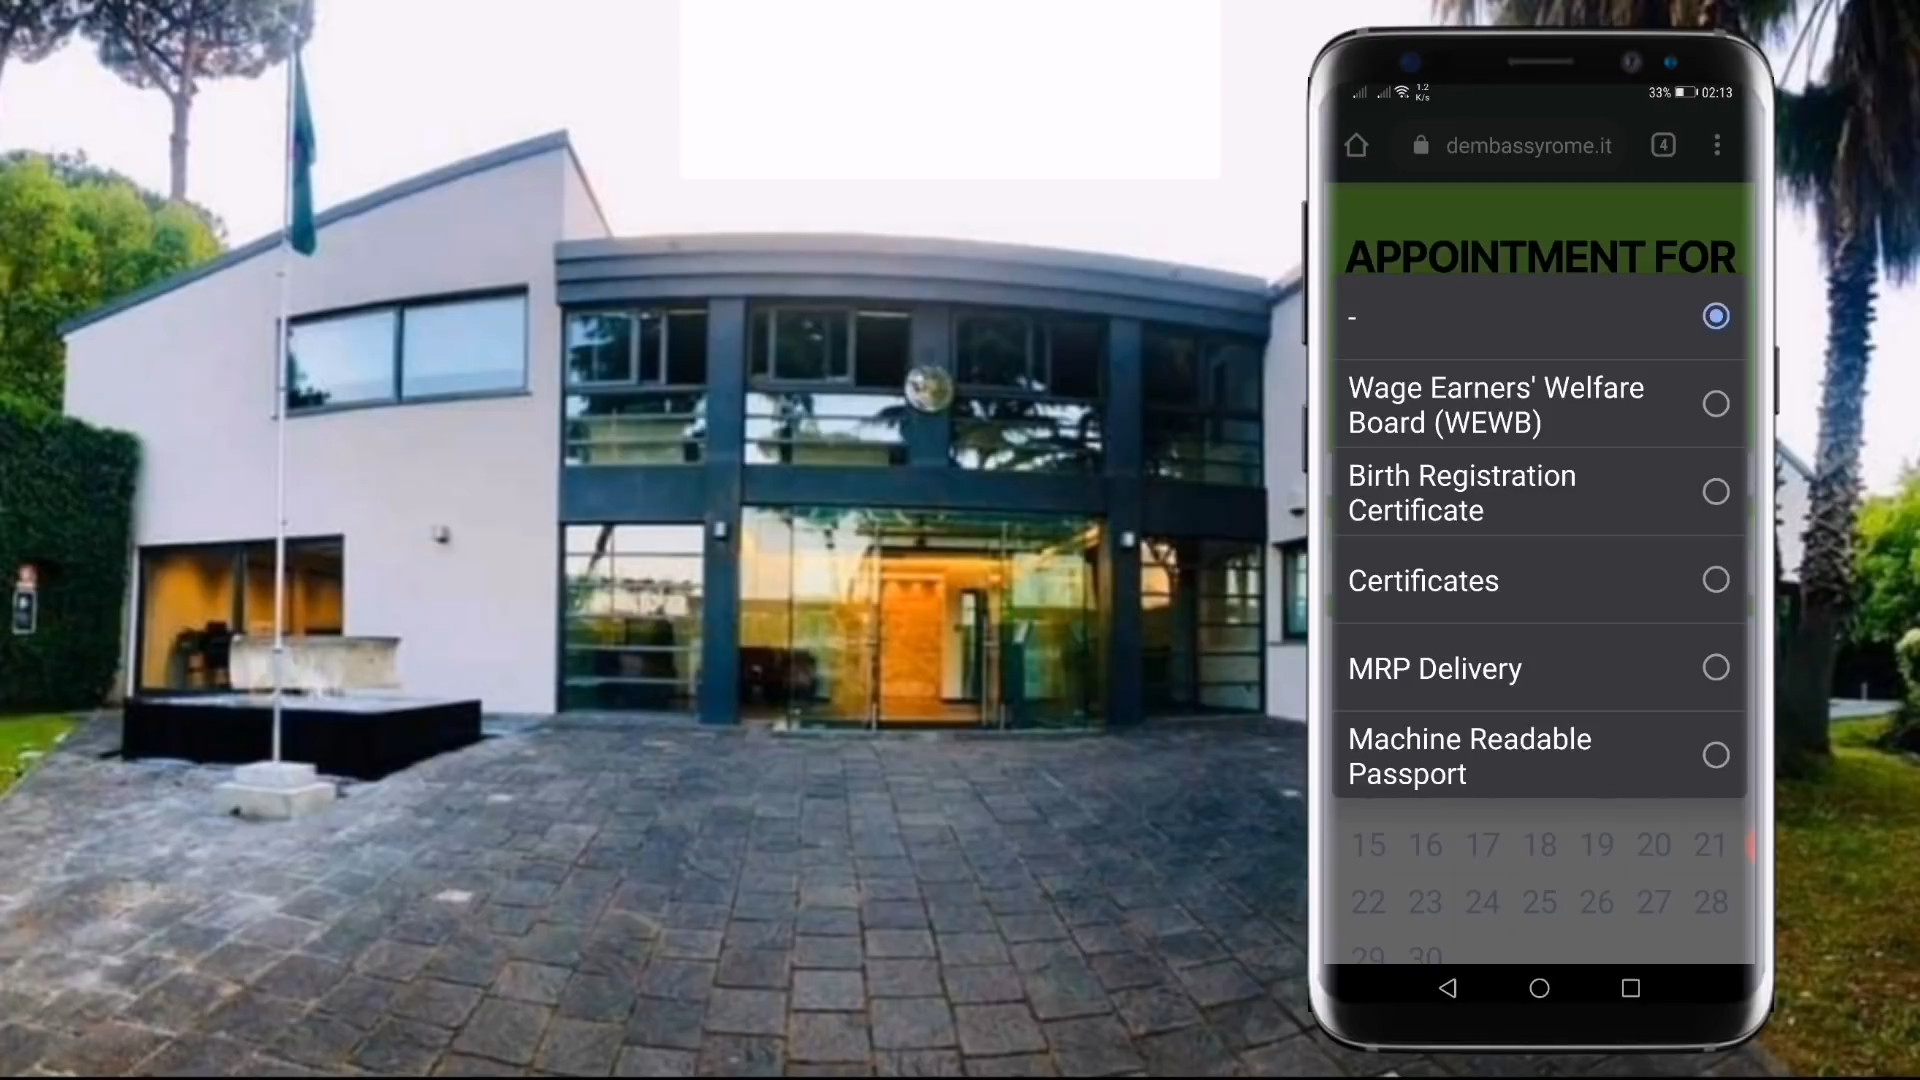 1.2
K/s
33%
02:13
dembassyrome.it
4
APPOINTMENT FOR
-
Wage Earners' Welfare
Board (WEWB)
Birth Registration
Certificate
Certificates
MRP Delivery
Machine Readable
Passport
15 16 17 18 19 20 21
22 23 24 25 26 27 28
29 30